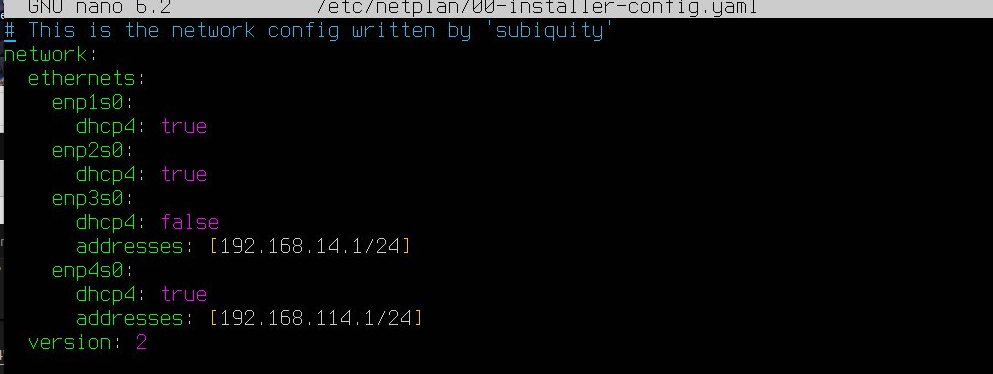 GNU nano 6.2 /etc/netplan/00-installer-config.yaml
# This is the network config written by 'subiquity'
network:
  ethernets:
    enp1s0:
      dhcp4: true
    enp2s0:
      dhcp4: true
    enp3s0:
      dhcp4: false
      addresses: [192.168.14.1/24]
    enp4s0:
      dhcp4: true
      addresses: [192.168.114.1/24]
  version: 2